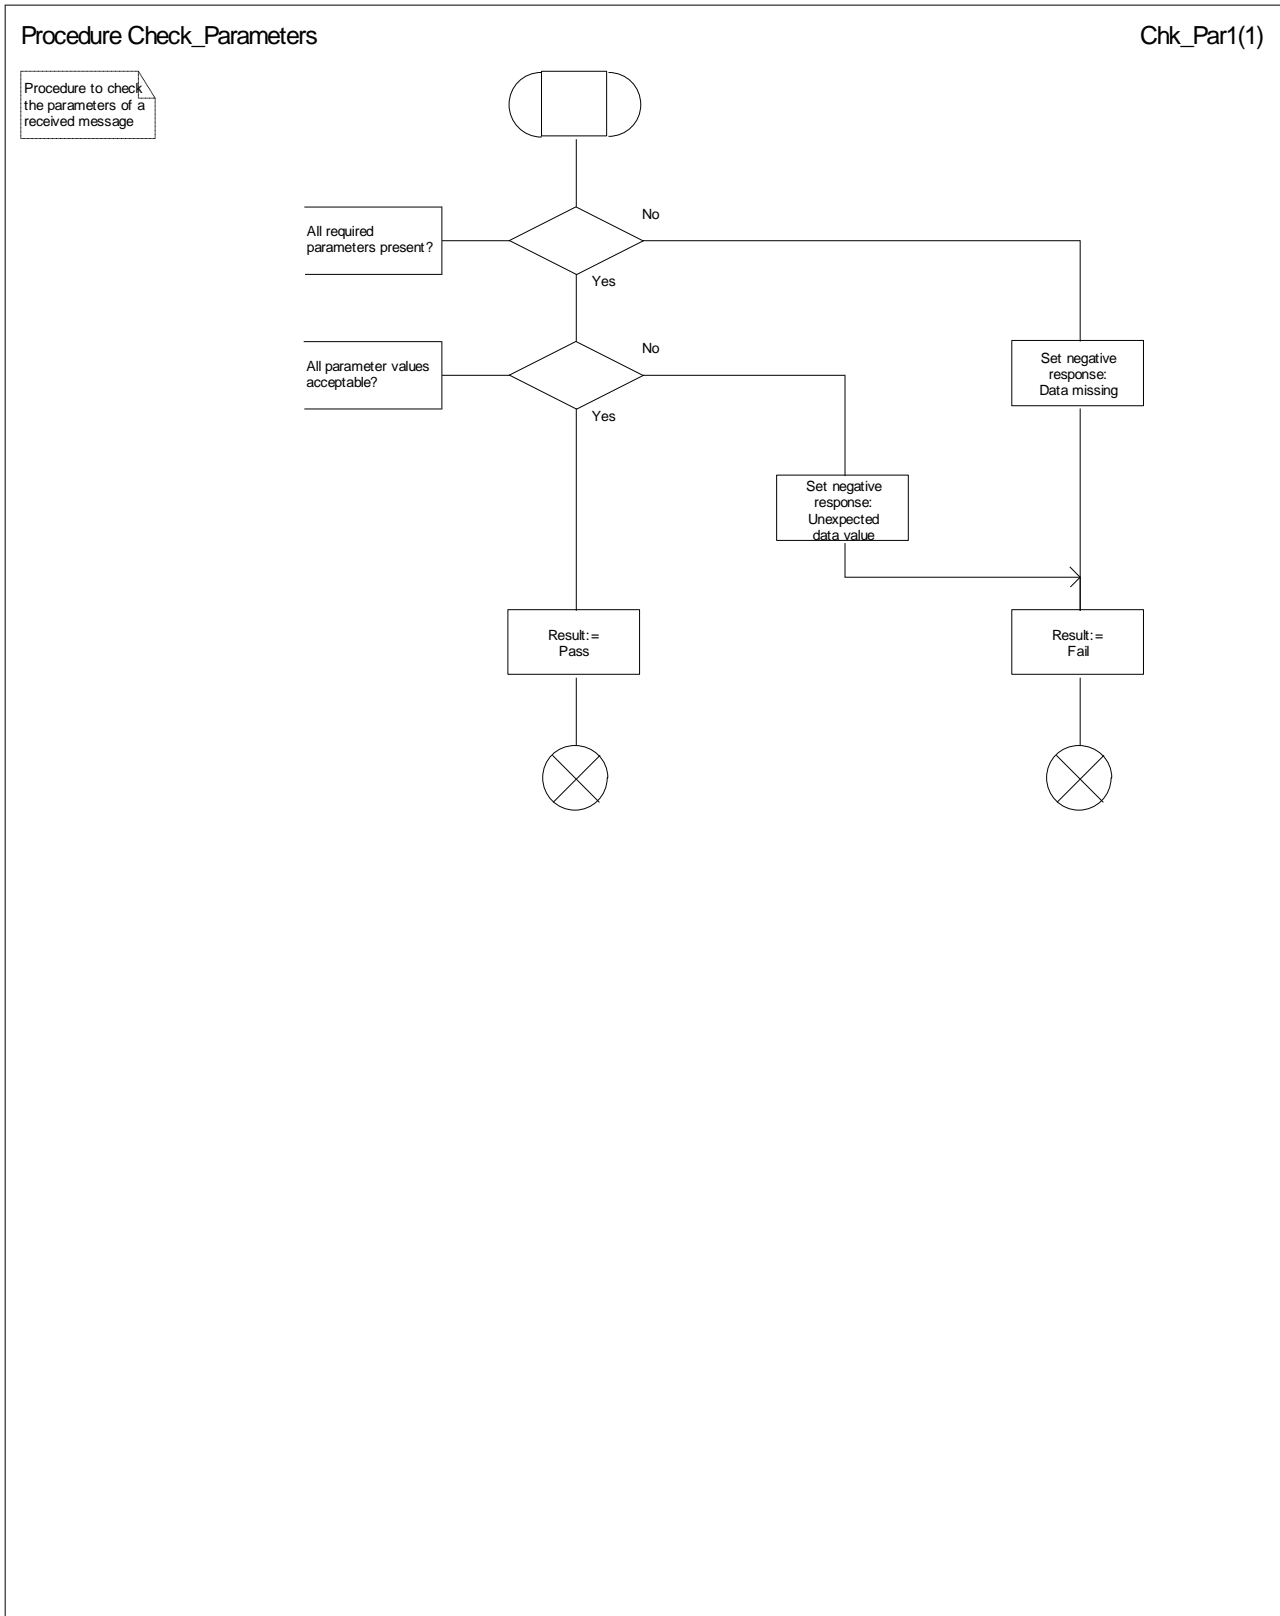 Procedure Check_Parameters
Chk_Par1(1)
Procedure to check
the parameters of a
received message
No
All required
parameters present?
Yes
No
All parameter values
acceptable?
Yes
Set negative
response:
Data missing
Set negative
response:
Unexpected
data value
Result:=
Pass
Result:=
Fail